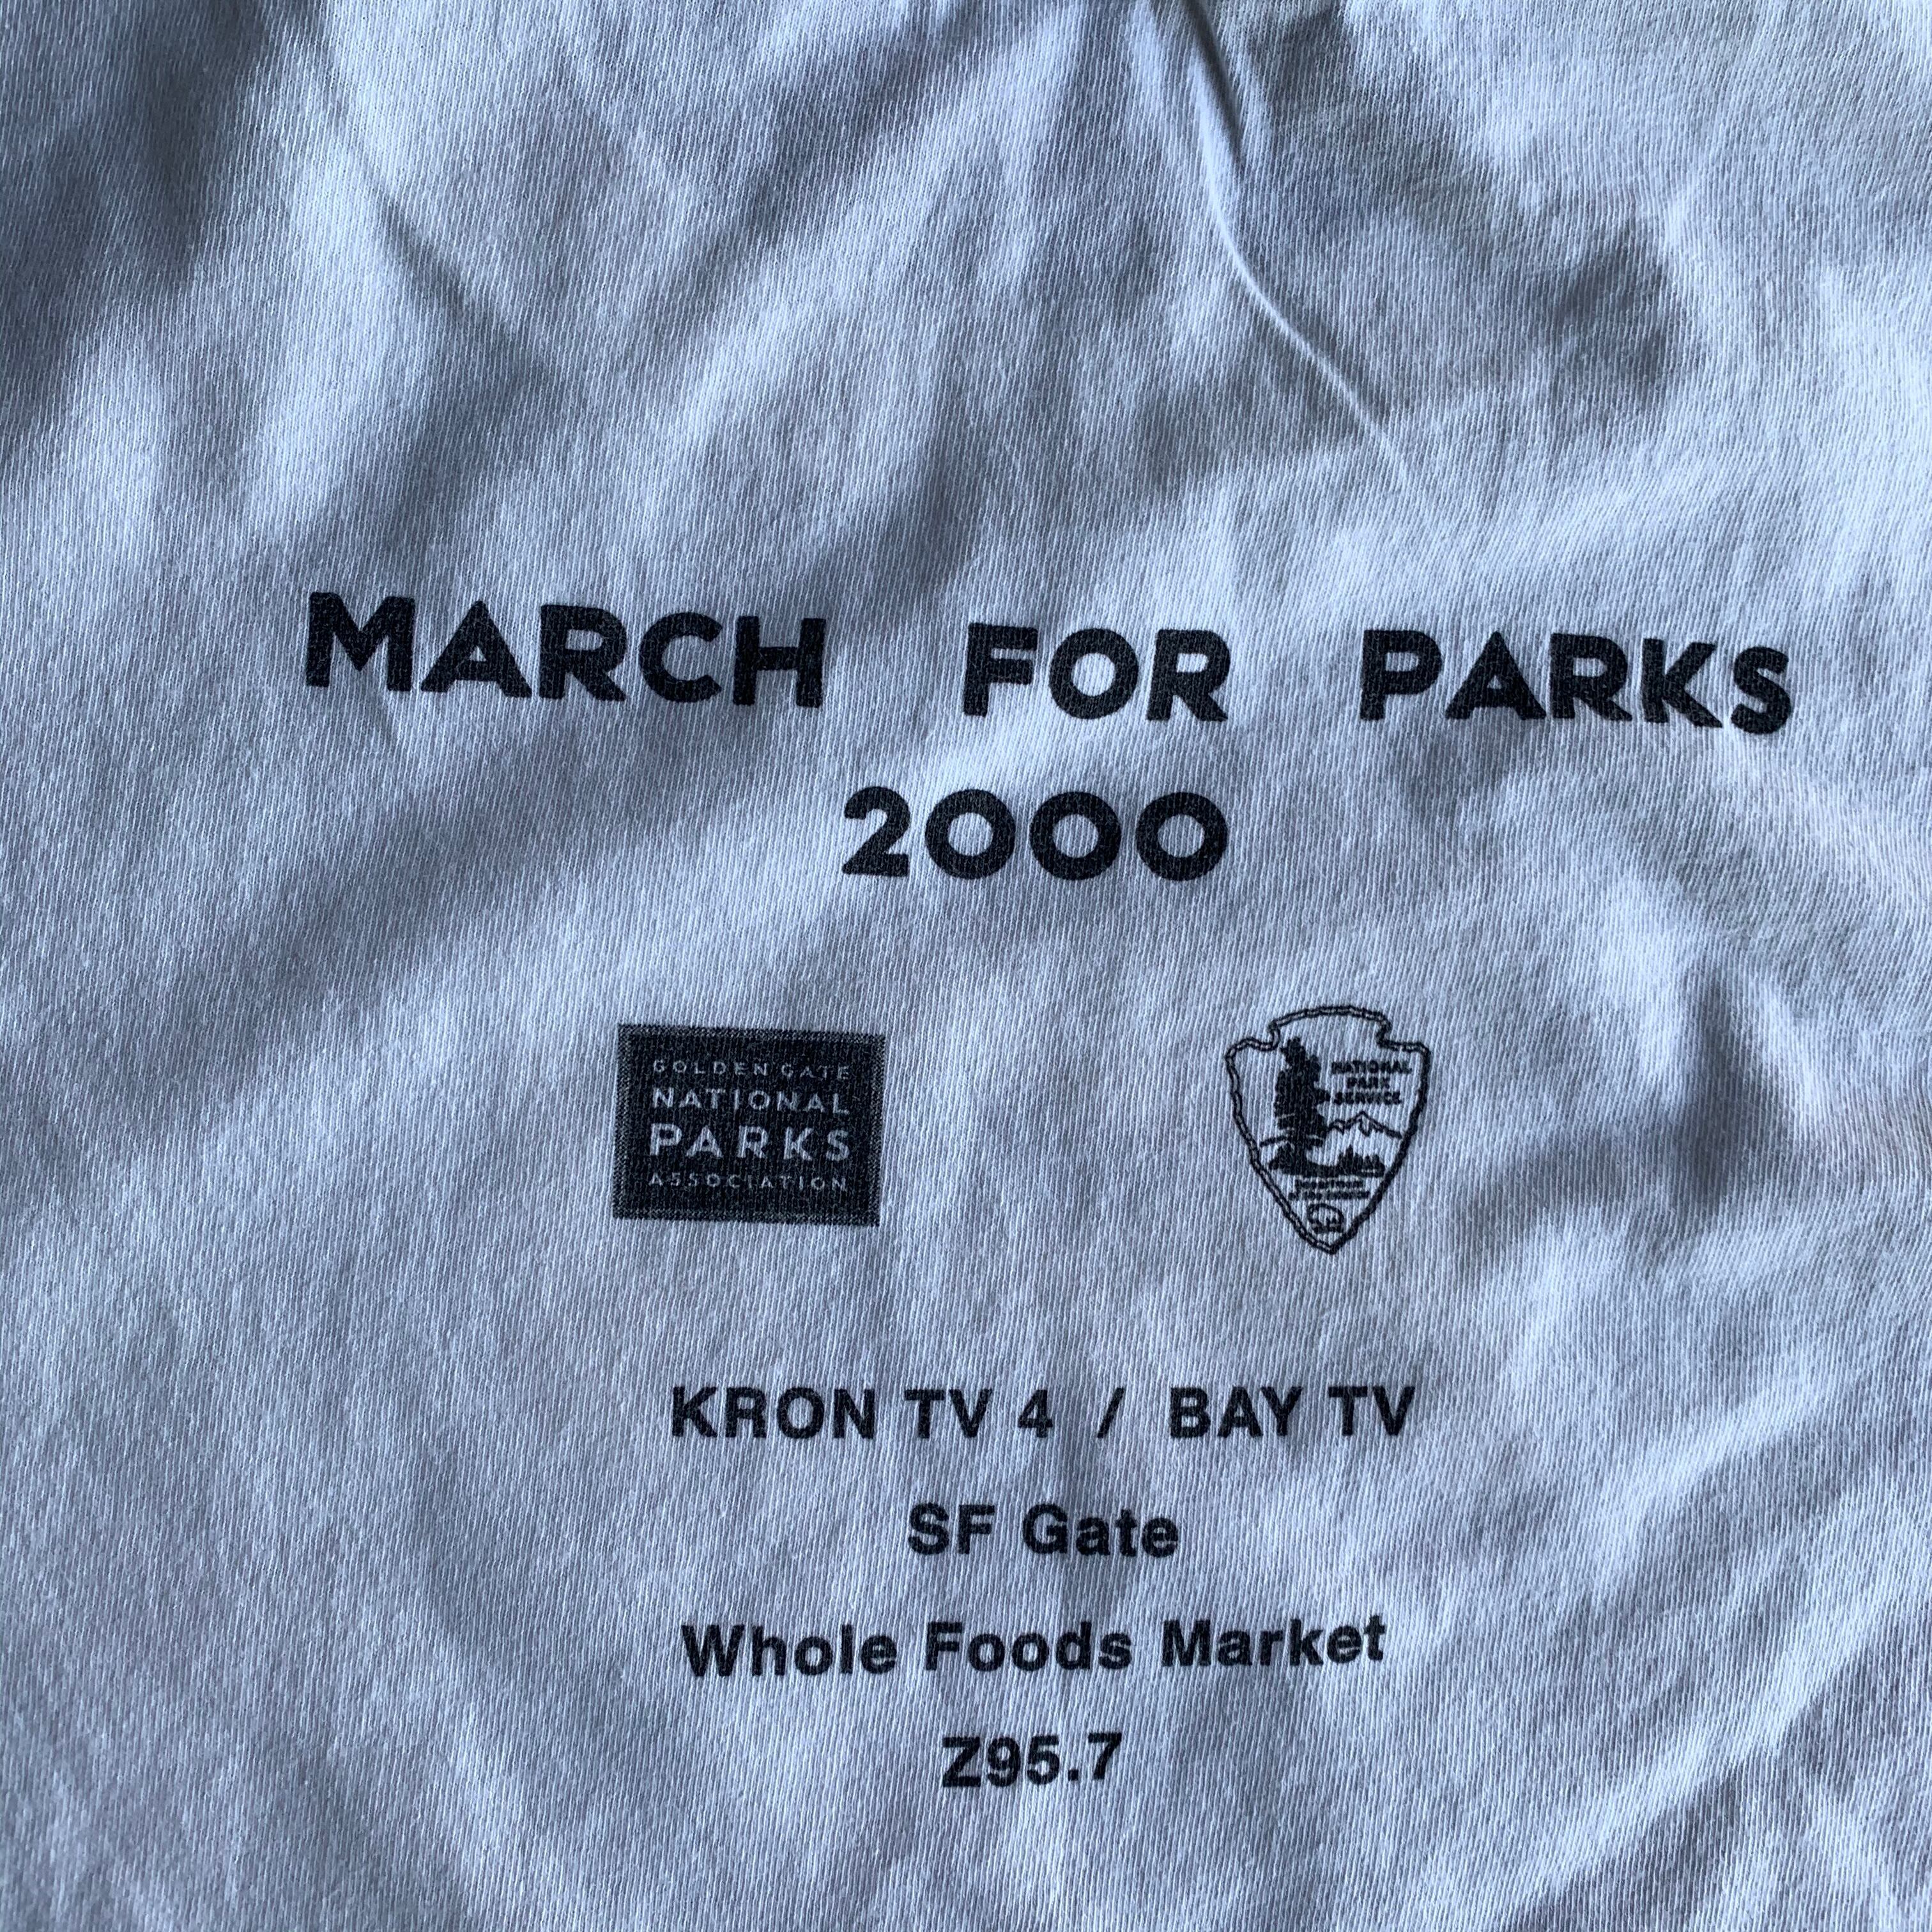 MARCH FOR PARKS
2000
GOLDEN GATE
NATIONAL
PARKS
ASSOCIATION
NATIONAL
PARK
SERVICE
KRON TV 4 / BAY TV
SF Gate
Whole Foods Market
Z95.7